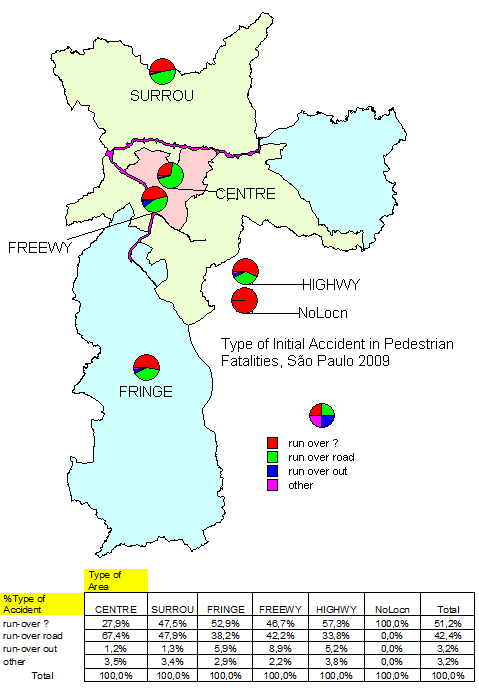 SURROU
CENTRE
FREEWY
HIGHWY
NoLocn
Type of Initial Accident in Pedestrian
Fatalities, São Paulo 2009
FRINGE
run over ?
run over road
run over out
other
Type of
Area
%Type of
Accident CENTRE SURROU FRINGE FREEWY HIGHWY NoLocn Total
run-over ? 27,9% 47,5% 52,9% 46,7% 57,3% 100,0% 51,2%
run-over road 67,4% 47,9% 38,2% 42,2% 33,8% 0,0% 42,4%
run-over out 1,2% 1,3% 5,9% 8,9% 5,2% 0,0% 3,2%
other 3,5% 3,4% 2,9% 2,2% 3,8% 0,0% 3,2%
Total 100,0% 100,0% 100,0% 100,0% 100,0% 100,0% 100,0%